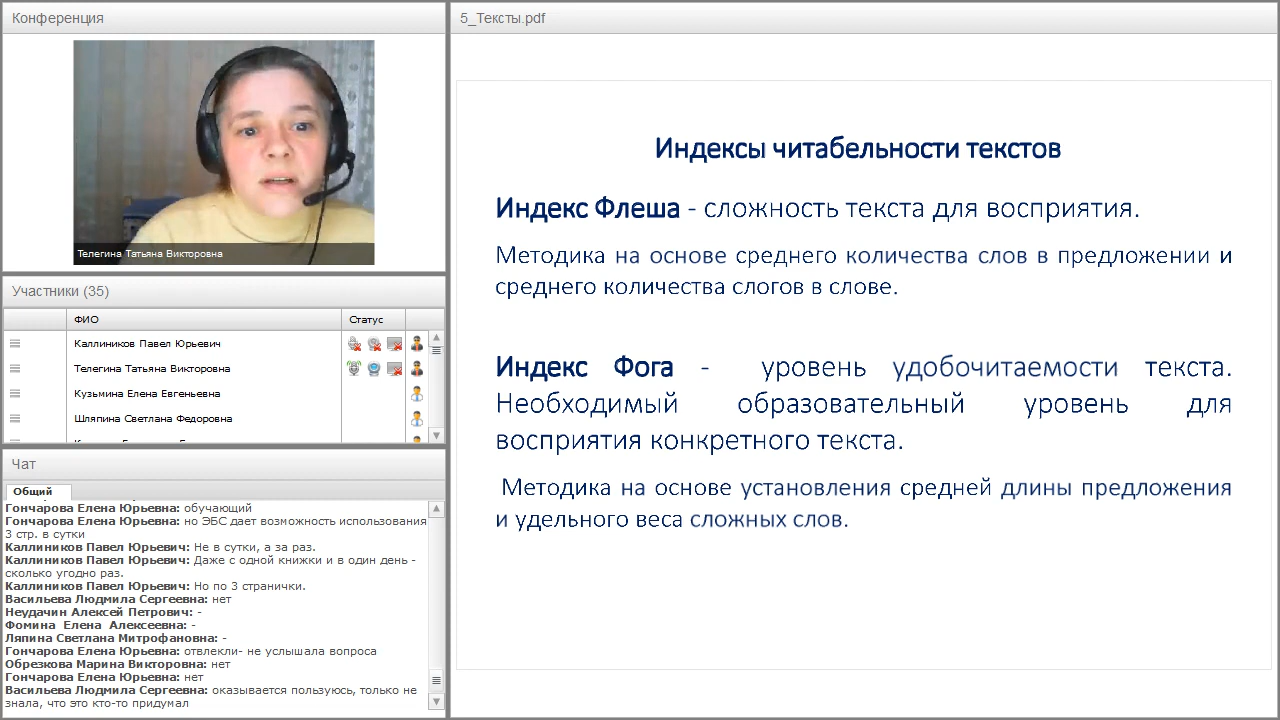 Конференция
Телегина Татьяна Викторовна
Участники (35)
ФИО
Статус
Каллиников Павел Юрьевич
Телегина Татьяна Викторовна
Кузьмина Елена Евгеньевна
Шляпина Светлана Федоровна
Чат
Общий
Гончарова Елена Юрьевна: обучающий
Гончарова Елена Юрьевна: но ЭБС дает возможность использования
3 стр. в сутки
Каллиников Павел Юрьевич: Не в сутки, а за раз.
Каллиников Павел Юрьевич: Даже с одной книжки и в один день -
сколько угодно раз.
Каллиников Павел Юрьевич: Но по 3 странички.
Васильева Людмила Сергеевна: нет
Неудачин Алексей Петрович: -
Фомина Елена Алексеевна: -
Ляпина Светлана Митрофановна: -
Гончарова Елена Юрьевна: отвлекли- не услышала вопроса
Обрезкова Марина Викторовна: нет
Гончарова Елена Юрьевна: нет
Васильева Людмила Сергеевна: оказывается пользуюсь, только не
знала, что это кто-то придумал
5_Тексты.pdf
Индексы читабельности текстов
Индекс Флеша - сложность текста для восприятия.
Методика на основе среднего количества слов в предложении и
среднего количества слогов в слове.
Индекс Фога - уровень удобочитаемости текста.
Необходимый образовательный уровень для
восприятия конкретного текста.
Методика на основе установления средней длины предложения
и удельного веса сложных слов.